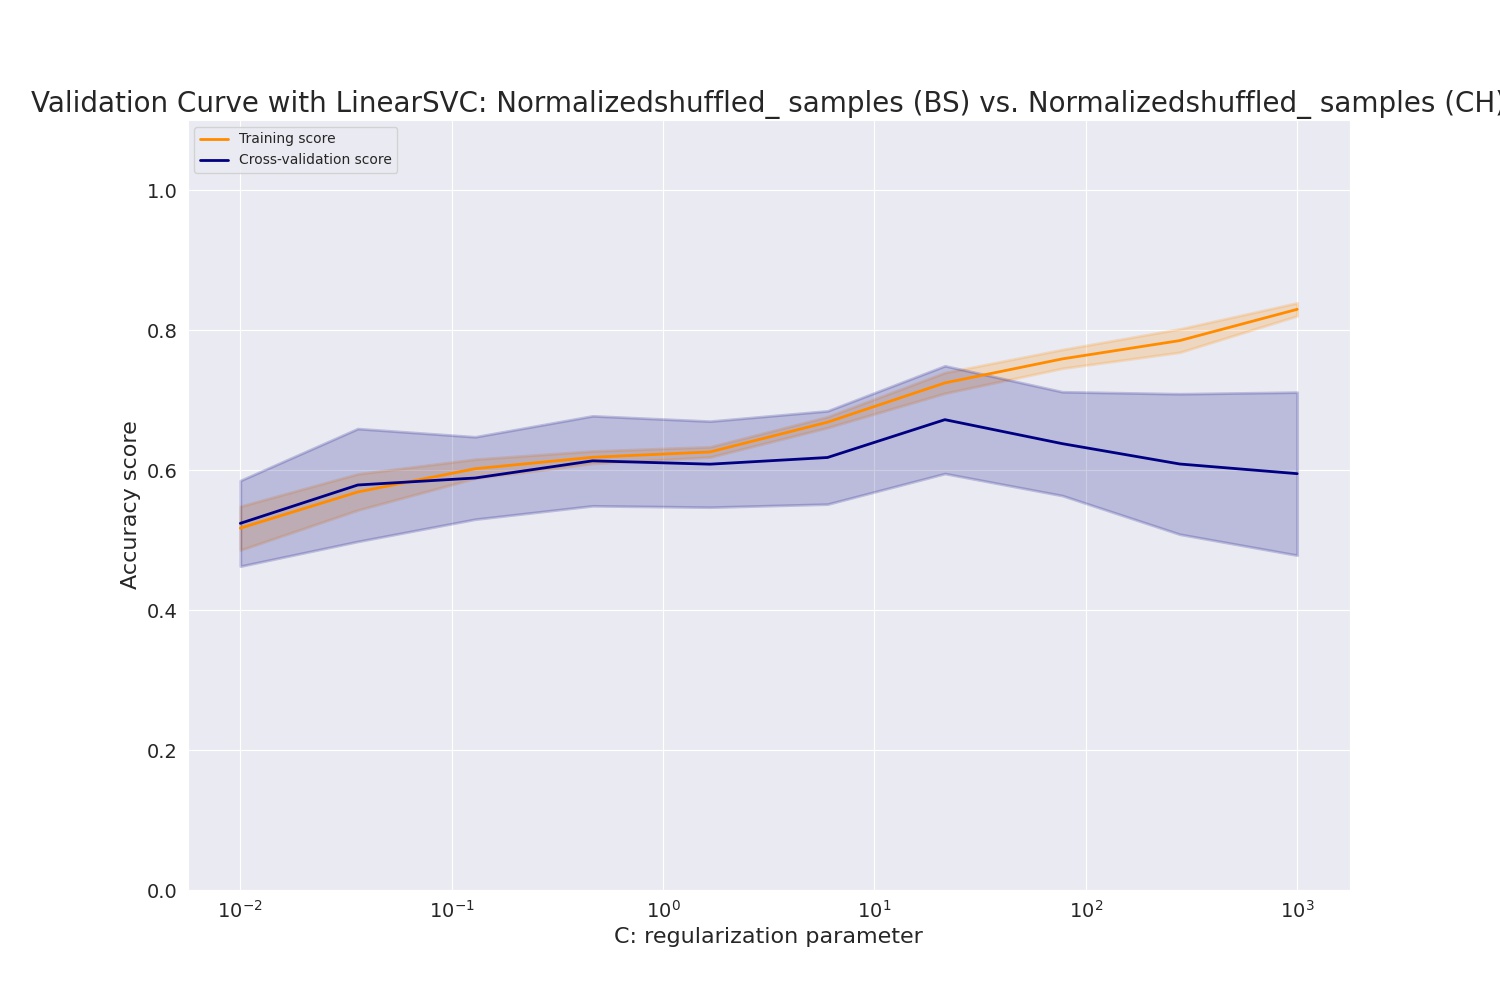 Validation Curve with LinearSVC: Normalizedshuffled_ samples (BS) vs. Normalizedshuffled_ samples (CH)
Training score
Cross-validation score
1.0
0.8
0.6
0.4
0.2
0.0
Accuracy score
10⁻² 10⁻¹ 10⁰ 10¹ 10² 10³
C: regularization parameter